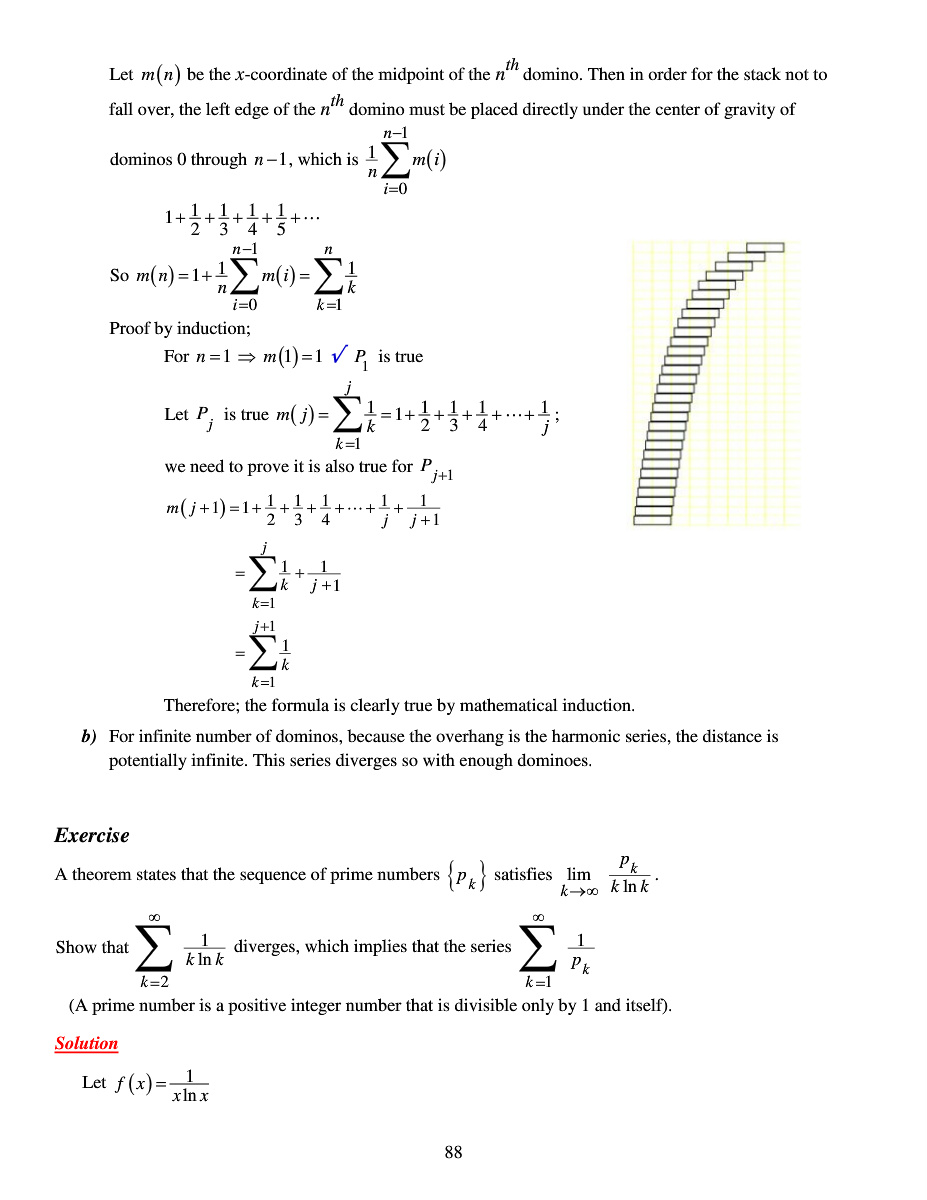 Let m(n) be the x-coordinate of the midpoint of the n^th domino. Then in order for the stack not to
fall over, the left edge of the n^th domino must be placed directly under the center of gravity of
dominos 0 through n−1, which is \frac{1}{n}\sum_{i=0}^{n-1} m(i)
1 + \frac{1}{2} + \frac{1}{3} + \frac{1}{4} + \frac{1}{5} + ⋯
So m(n) = 1 + \frac{1}{n}\sum_{i=0}^{n-1} m(i) = \sum_{k=1}^{n} \frac{1}{k}
Proof by induction;
For n = 1 ⇒ m(1) = 1 √ P_1 is true
Let P_j is true m(j) = \sum_{k=1}^{j} \frac{1}{k} = 1 + \frac{1}{2} + \frac{1}{3} + \frac{1}{4} + ⋯ + \frac{1}{j} ;
we need to prove it is also true for P_{j+1}
m(j+1) = 1 + \frac{1}{2} + \frac{1}{3} + \frac{1}{4} + ⋯ + \frac{1}{j} + \frac{1}{j+1}
= \sum_{k=1}^{j} \frac{1}{k} + \frac{1}{j+1}
= \sum_{k=1}^{j+1} \frac{1}{k}
Therefore; the formula is clearly true by mathematical induction.
b) For infinite number of dominos, because the overhang is the harmonic series, the distance is
potentially infinite. This series diverges so with enough dominoes.
Exercise
A theorem states that the sequence of prime numbers {p_k} satisfies \lim_{k→∞} \frac{p_k}{k \ln k} .
Show that \sum_{k=2}^{∞} \frac{1}{k \ln k} diverges, which implies that the series \sum_{k=1}^{∞} \frac{1}{p_k}
(A prime number is a positive integer number that is divisible only by 1 and itself).
Solution
Let f(x) = \frac{1}{x \ln x}
88